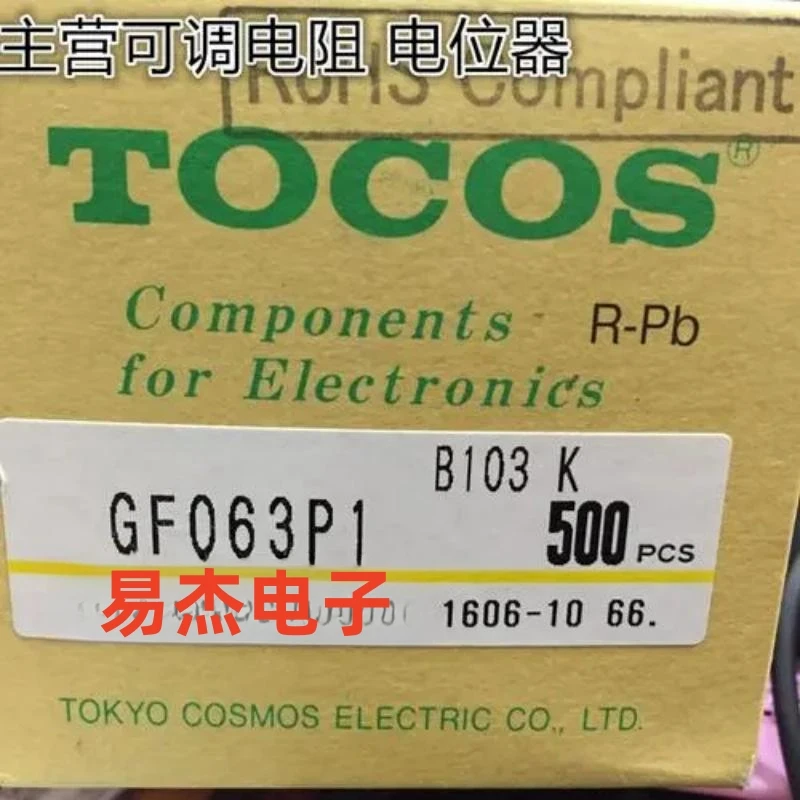 主营可调电阻 电位器
RoHS Compliant
TOCOS®
Components R-Pb
for Electronics
B103 K
GF063P1 500 PCS
易杰电子
1606-10 66.
TOKYO COSMOS ELECTRIC CO., LTD.